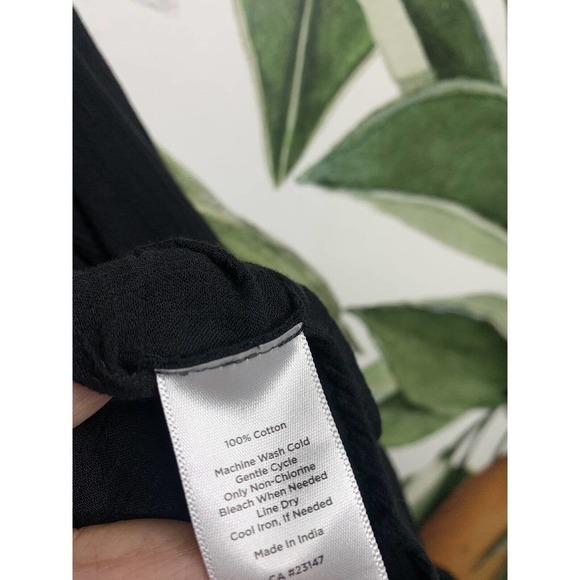 100% Cotton
Machine Wash Cold
Gentle Cycle
Only Non-Chlorine
Bleach When Needed
Line Dry
Cool Iron, If Needed
Made in India
CA #23147